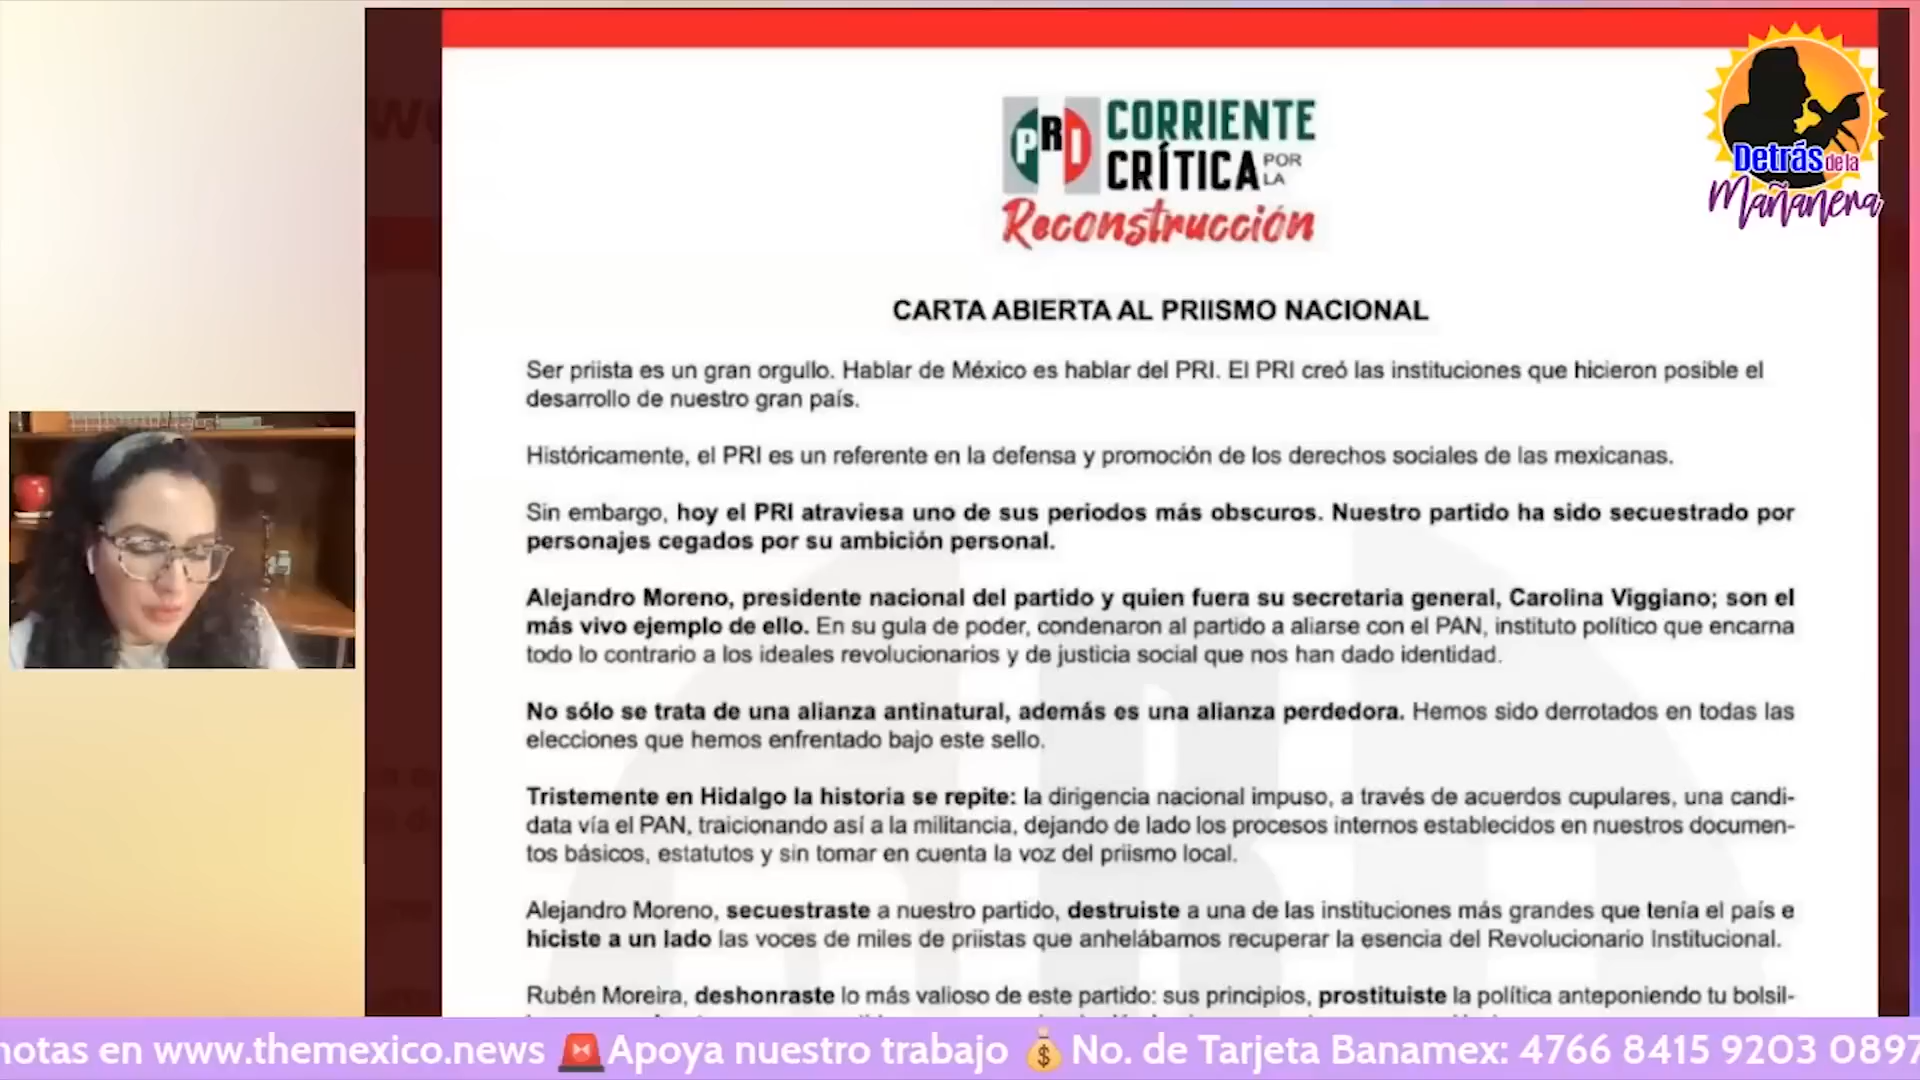 PRI CORRIENTE
CRÍTICA POR LA
Reconstrucción
Detrás de la
Mañanera
CARTA ABIERTA AL PRIISMO NACIONAL
Ser priista es un gran orgullo. Hablar de México es hablar del PRI. El PRI creó las instituciones que hicieron posible el
desarrollo de nuestro gran país.
Históricamente, el PRI es un referente en la defensa y promoción de los derechos sociales de las mexicanas.
Sin embargo, hoy el PRI atraviesa uno de sus periodos más obscuros. Nuestro partido ha sido secuestrado por
personajes cegados por su ambición personal.
Alejandro Moreno, presidente nacional del partido y quien fuera su secretaria general, Carolina Viggiano; son el
más vivo ejemplo de ello. En su gula de poder, condenaron al partido a aliarse con el PAN, instituto político que encarna
todo lo contrario a los ideales revolucionarios y de justicia social que nos han dado identidad.
No sólo se trata de una alianza antinatural, además es una alianza perdedora. Hemos sido derrotados en todas las
elecciones que hemos enfrentado bajo este sello.
Tristemente en Hidalgo la historia se repite: la dirigencia nacional impuso, a través de acuerdos cupulares, una candi-
data vía el PAN, traicionando así a la militancia, dejando de lado los procesos internos establecidos en nuestros documen-
tos básicos, estatutos y sin tomar en cuenta la voz del priismo local.
Alejandro Moreno, secuestraste a nuestro partido, destruiste a una de las instituciones más grandes que tenía el país e
hiciste a un lado las voces de miles de priistas que anhelábamos recuperar la esencia del Revolucionario Institucional.
Rubén Moreira, deshonraste lo más valioso de este partido: sus principios, prostituiste la política anteponiendo tu bolsil-
notas en www.themexico.news 🚨Apoya nuestro trabajo 💰No. de Tarjeta Banamex: 4766 8415 9203 0897